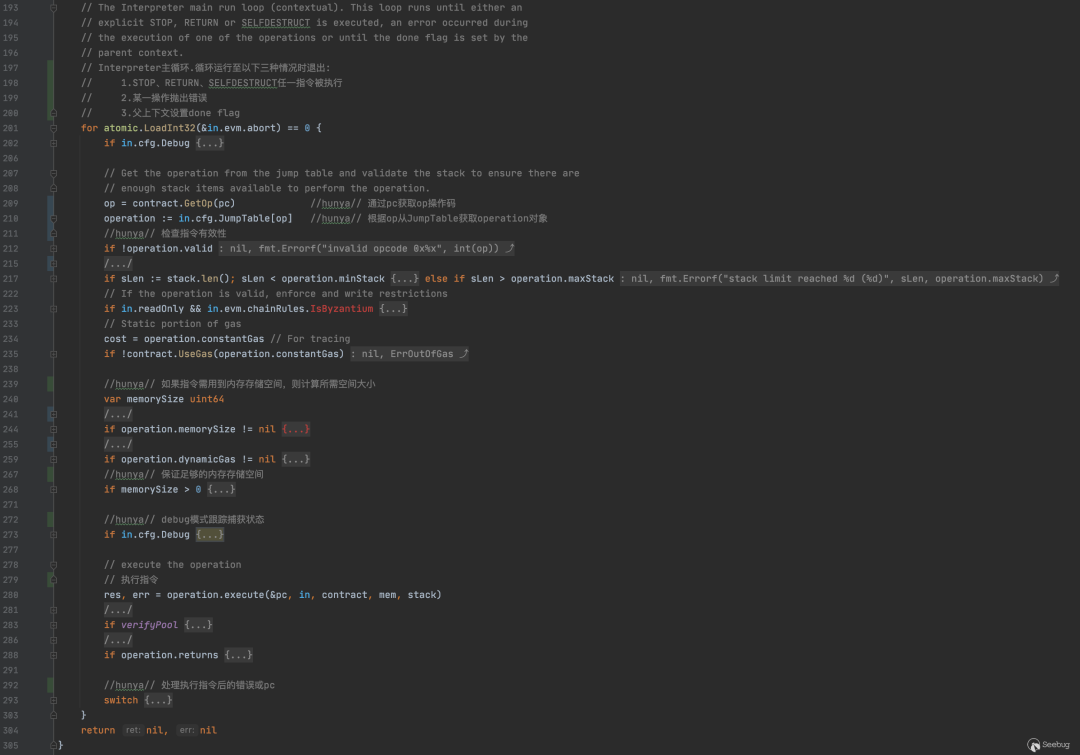 193 // The Interpreter main run loop (contextual). This loop runs until either an
194 // explicit STOP, RETURN or SELFDESTRUCT is executed, an error occurred during
195 // the execution of one of the operations or until the done flag is set by the
196 // parent context.
197 // Interpreter主循环.循环运行至以下三种情况时退出:
198 // 1.STOP、RETURN、SELFDESTRUCT任一指令被执行
199 // 2.某一操作抛出错误
200 // 3.父上下文设置done flag
201 for atomic.LoadInt32(&in.evm.abort) == 0 {
202 if in.cfg.Debug {...}
206
207 // Get the operation from the jump table and validate the stack to ensure there are
208 // enough stack items available to perform the operation.
209 op = contract.GetOp(pc) //hunya// 通过pc获取op操作码
210 operation := in.cfg.JumpTable[op] //hunya// 根据op从JumpTable获取operation对象
211 //hunya// 检查指令有效性
212 if !operation.valid : nil, fmt.Errorf("invalid opcode 0x%x", int(op)) ⤴
215 /.../
217 if sLen := stack.len(); sLen < operation.minStack {...} else if sLen > operation.maxStack : nil, fmt.Errorf("stack limit reached %d (%d)", sLen, operation.maxStack) ⤴
222 // If the operation is valid, enforce and write restrictions
223 if in.readOnly && in.evm.chainRules.IsByzantium {...}
233 // Static portion of gas
234 cost = operation.constantGas // For tracing
235 if !contract.UseGas(operation.constantGas) : nil, ErrOutOfGas ⤴
238
239 //hunya// 如果指令需用到内存存储空间，则计算所需空间大小
240 var memorySize uint64
241 /.../
244 if operation.memorySize != nil {...}
255 /.../
259 if operation.dynamicGas != nil {...}
267 //hunya// 保证足够的内存存储空间
268 if memorySize > 0 {...}
271
272 //hunya// debug模式跟踪捕获状态
273 if in.cfg.Debug {...}
277
278 // execute the operation
279 // 执行指令
280 res, err = operation.execute(&pc, in, contract, mem, stack)
281 /.../
283 if verifyPool {...}
286 /.../
288 if operation.returns {...}
291
292 //hunya// 处理执行指令后的错误或pc
293 switch {...}
303 }
304 return ret: nil, err: nil
305 }
Seebug